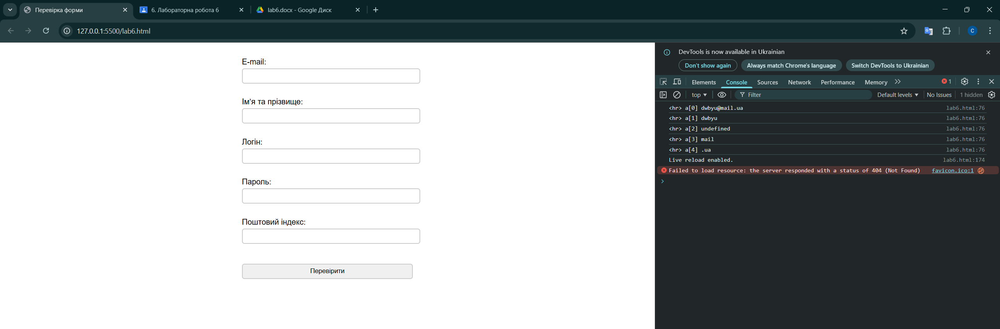 Перевірка форми
6. Лабораторна робота 6
lab6.docx - Google Диск
127.0.0.1:5500/lab6.html
C
E-mail:
Ім'я та прізвище:
Логін:
Пароль:
Поштовий індекс:
Перевірити
DevTools is now available in Ukrainian
Don't show again Always match Chrome's language Switch DevTools to Ukrainian
Elements Console Sources Network Performance Memory 1
top Filter Default levels No Issues 1 hidden
<hr> a[0] dwbyu@mail.ua lab6.html:76
<hr> a[1] dwbyu lab6.html:76
<hr> a[2] undefined lab6.html:76
<hr> a[3] mail lab6.html:76
<hr> a[4] .ua lab6.html:76
Live reload enabled. lab6.html:174
Failed to load resource: the server responded with a status of 404 (Not Found) favicon.ico:1